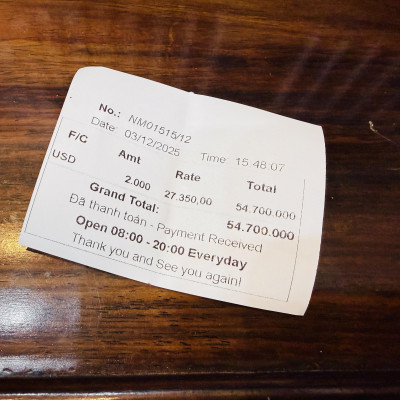 No.: NM01515/12
Date: 03/12/2025 Time: 15:48:07
F/C Amt Rate Total
USD 2.000 27.350,00 54.700.000
Grand Total: 54.700.000
Đã thanh toán - Payment Received
Open 08:00 - 20:00 Everyday
Thank you and See you again!